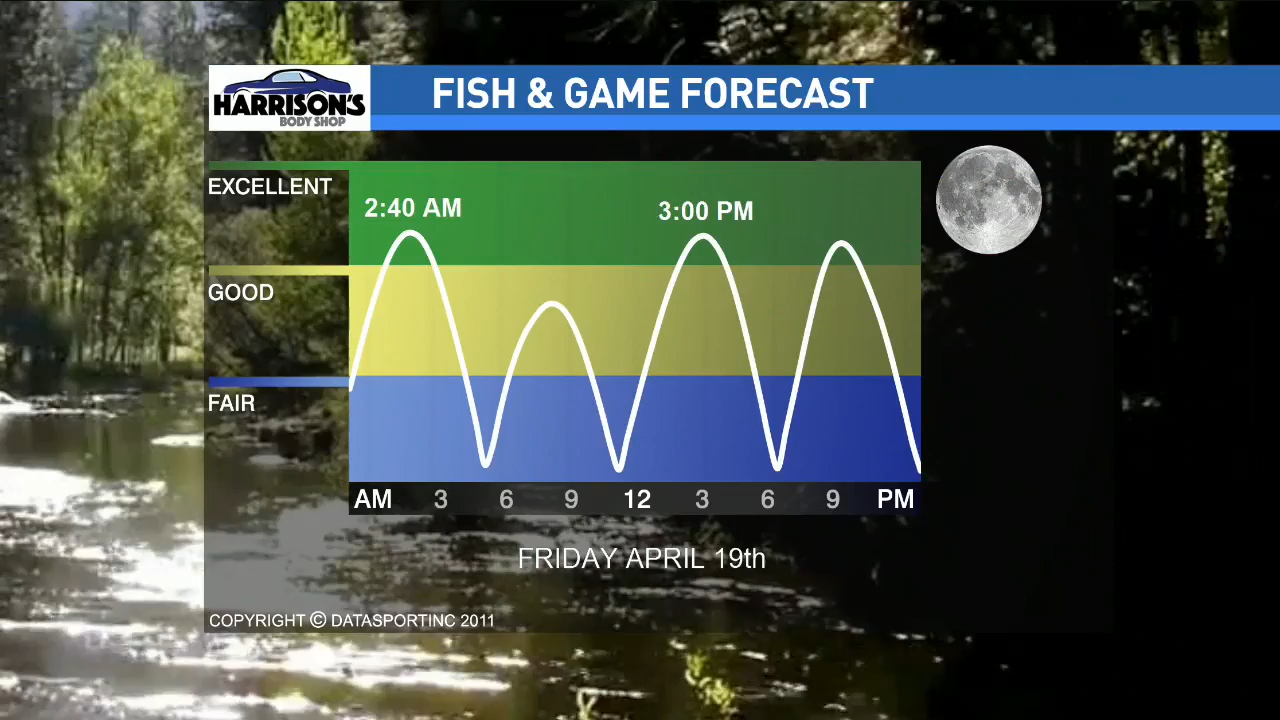 HARRISON'S
BODY SHOP
FISH & GAME FORECAST
EXCELLENT
2:40 AM
3:00 PM
GOOD
FAIR
AM 3 6 9 12 3 6 9 PM
FRIDAY APRIL 19th
COPYRIGHT © DATASPORTINC 2011